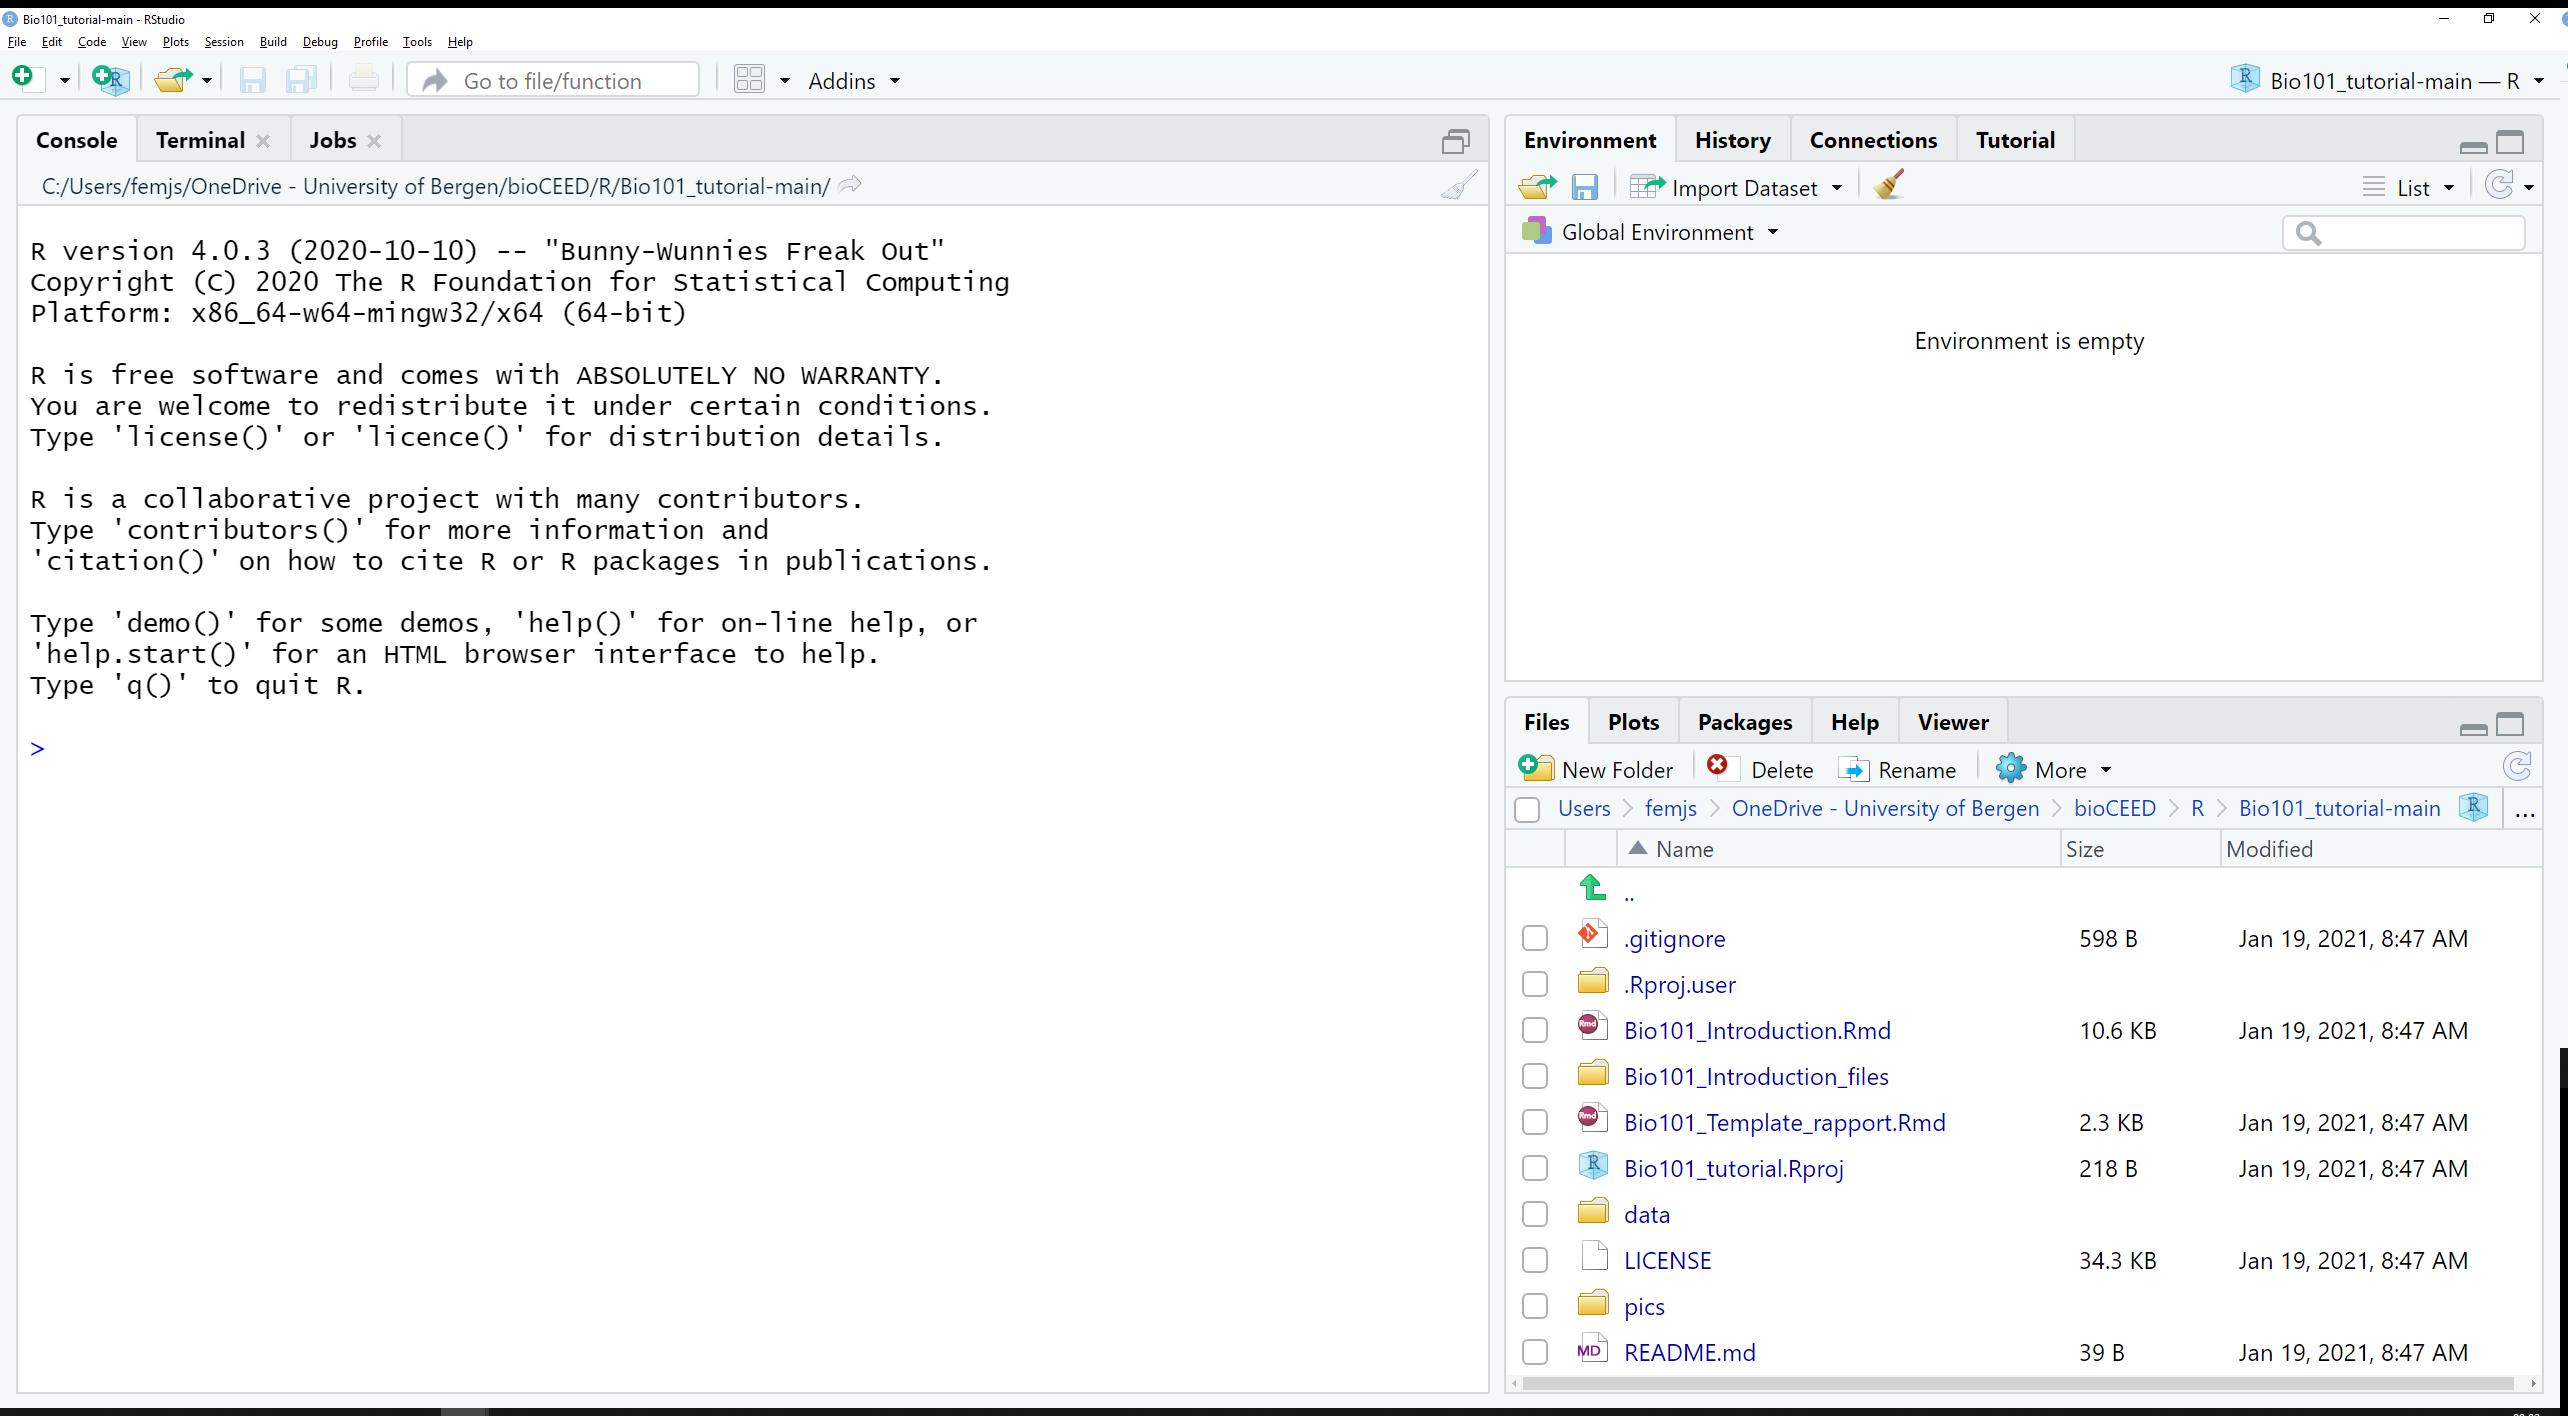 Bio101_tutorial-main - RStudio
File Edit Code View Plots Session Build Debug Profile Tools Help
Go to file/function Addins Bio101_tutorial-main — R
Console Terminal Jobs
C:/Users/femjs/OneDrive - University of Bergen/bioCEED/R/Bio101_tutorial-main/
R version 4.0.3 (2020-10-10) -- "Bunny-Wunnies Freak Out"
Copyright (C) 2020 The R Foundation for Statistical Computing
Platform: x86_64-w64-mingw32/x64 (64-bit)
R is free software and comes with ABSOLUTELY NO WARRANTY.
You are welcome to redistribute it under certain conditions.
Type 'license()' or 'licence()' for distribution details.
R is a collaborative project with many contributors.
Type 'contributors()' for more information and
'citation()' on how to cite R or R packages in publications.
Type 'demo()' for some demos, 'help()' for on-line help, or
'help.start()' for an HTML browser interface to help.
Type 'q()' to quit R.
>
Environment History Connections Tutorial
Import Dataset List
Global Environment
Environment is empty
Files Plots Packages Help Viewer
New Folder Delete Rename More
Users > femjs > OneDrive - University of Bergen > bioCEED > R > Bio101_tutorial-main ...
Name Size Modified
..
.gitignore 598 B Jan 19, 2021, 8:47 AM
.Rproj.user
Bio101_Introduction.Rmd 10.6 KB Jan 19, 2021, 8:47 AM
Bio101_Introduction_files
Bio101_Template_rapport.Rmd 2.3 KB Jan 19, 2021, 8:47 AM
Bio101_tutorial.Rproj 218 B Jan 19, 2021, 8:47 AM
data
LICENSE 34.3 KB Jan 19, 2021, 8:47 AM
pics
README.md 39 B Jan 19, 2021, 8:47 AM